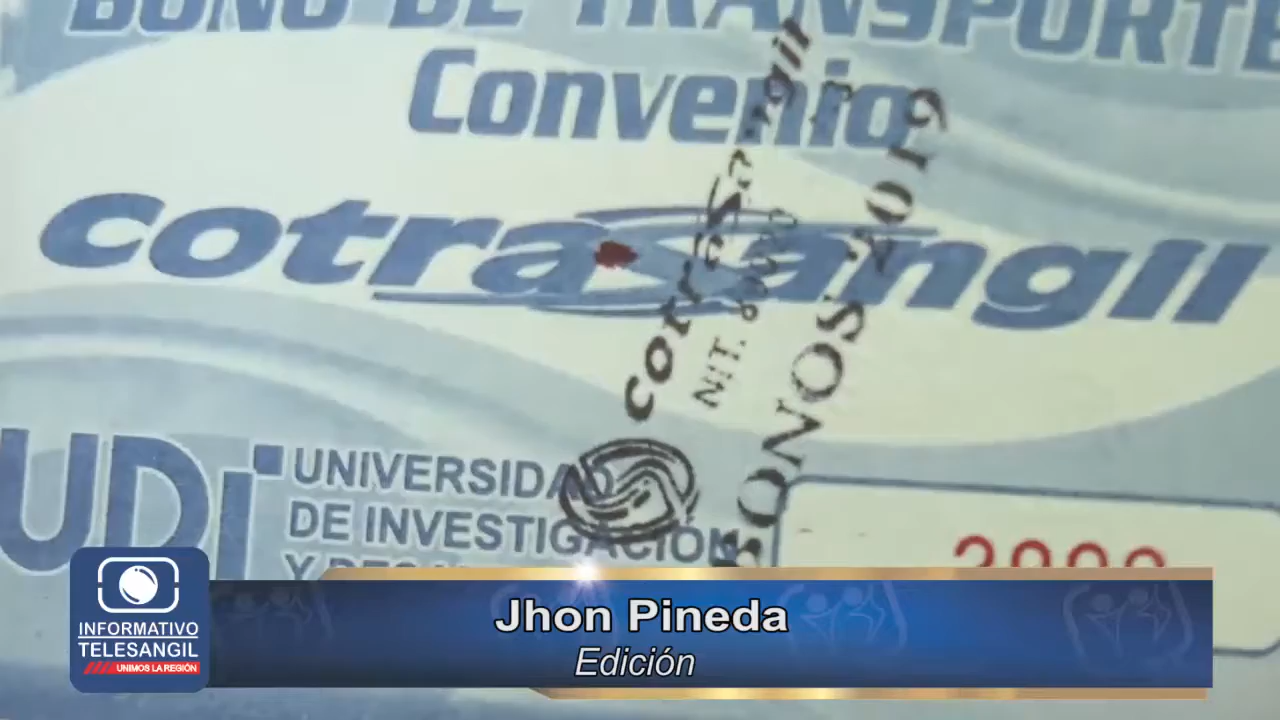 BONO DE TRANSPORTE
Convenio
cotrasangil
cotrasangil
NIT.
BONOS 2019
UDi
UNIVERSIDAD
DE INVESTIGACIÓN
Jhon Pineda
Edición
INFORMATIVO
TELESANGIL
UNIMOS LA REGIÓN